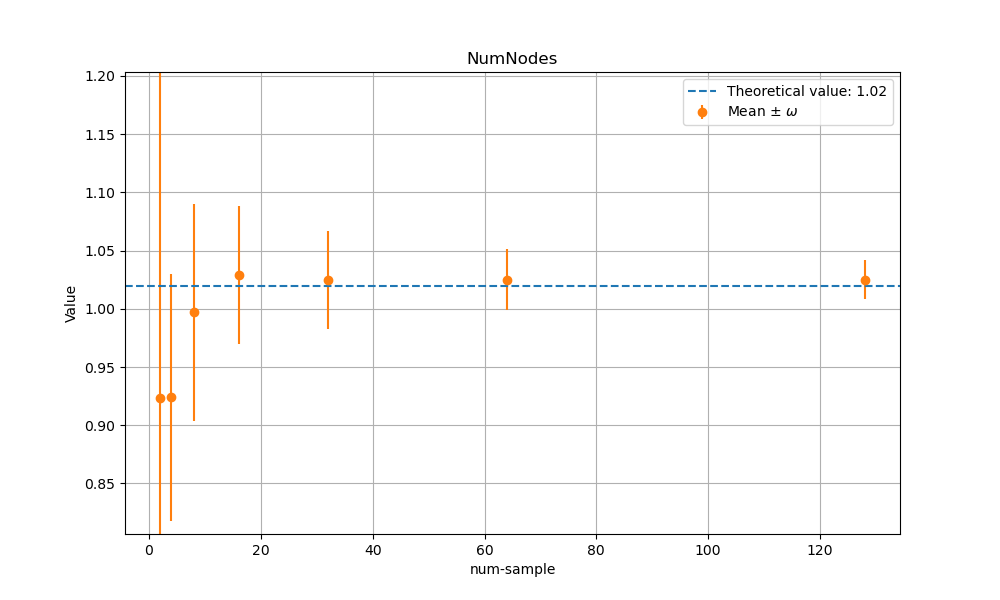 NumNodes
Theoretical value: 1.02
Mean ± ω
Value
1.20
1.15
1.10
1.05
1.00
0.95
0.90
0.85
0 20 40 60 80 100 120
num-sample